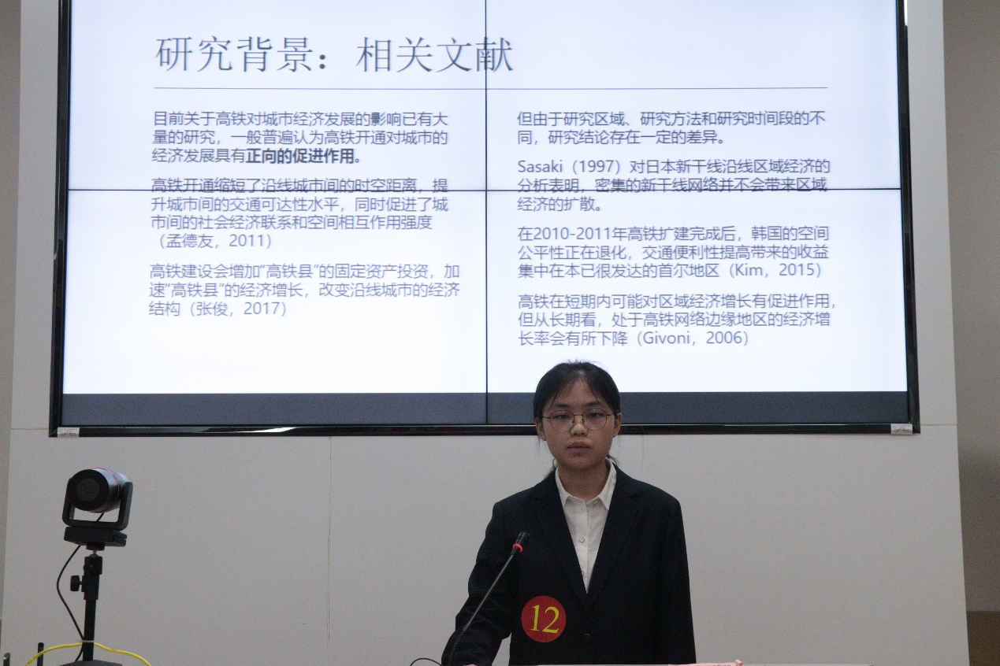 研究背景：相关文献
目前关于高铁对城市经济发展的影响已有大
量的研究，一般普遍认为高铁开通对城市的
经济发展具有正向的促进作用。
高铁开通缩短了沿线城市间的时空距离，提
升城市间的交通可达性水平，同时促进了城
市间的社会经济联系和空间相互作用强度
（孟德友，2011）
高铁建设会增加“高铁县”的固定资产投资，加
速“高铁县”的经济增长，改变沿线城市的经济
结构（张俊，2017）
但由于研究区域、研究方法和研究时间段的不
同，研究结论存在一定的差异。
Sasaki（1997）对日本新干线沿线区域经济的
分析表明，密集的新干线网络并不会带来区域
经济的扩散。
在2010-2011年高铁扩建完成后，韩国的空间
公平性正在退化，交通便利性提高带来的收益
集中在本已很发达的首尔地区（Kim，2015）
高铁在短期内可能对区域经济增长有促进作用，
但从长期看，处于高铁网络边缘地区的经济增
长率会有所下降（Givoni，2006）
12